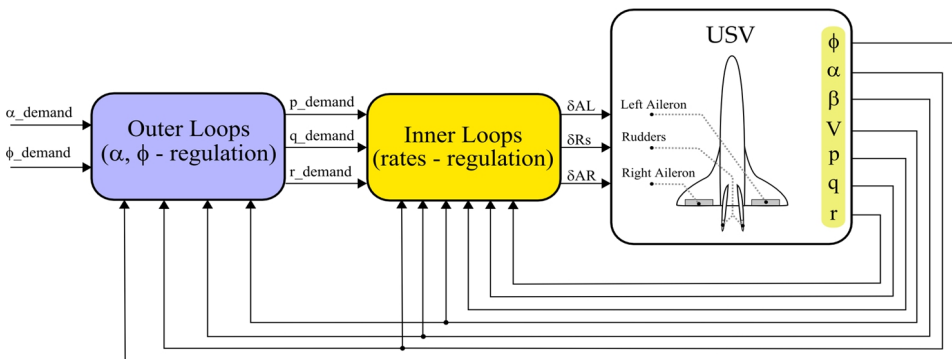 USV
α_demand
ϕ_demand
Outer Loops
(α, ϕ - regulation)
p_demand
q_demand
r_demand
Inner Loops
(rates - regulation)
δAL
δRs
δAR
Left Aileron
Rudders
Right Aileron
ϕ
α
β
V
p
q
r